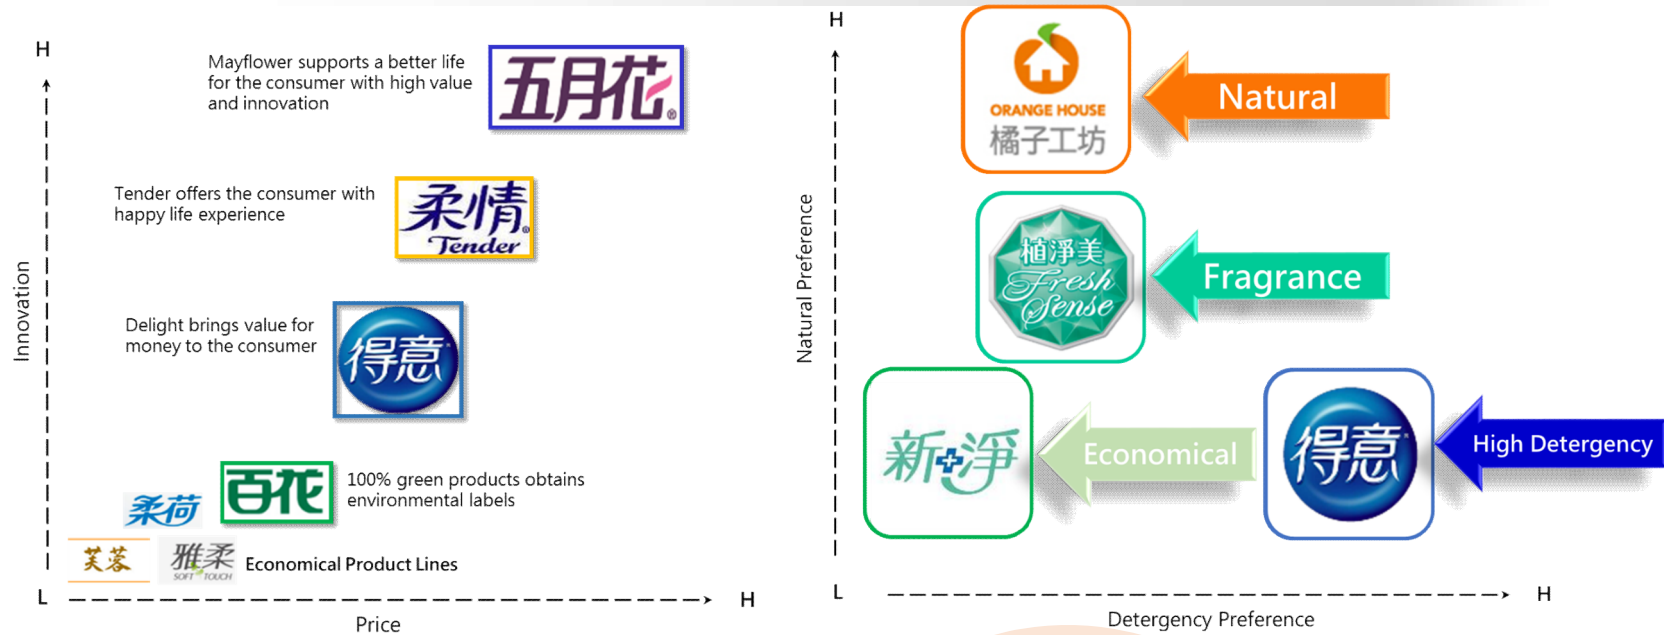 H
Mayflower supports a better life
for the consumer with high value
and innovation
五月花®
Tender offers the consumer with
happy life experience
柔情®
Tender
Innovation
Delight brings value for
money to the consumer
得意
百花
100% green products obtains
environmental labels
柔荷
芙蓉
雅柔
SOFT TOUCH
Economical Product Lines
L
H
Price
H
ORANGE HOUSE
橘子工坊
Natural
Natural Preference
植淨美
Fresh
Sense
Fragrance
新淨
Economical
得意
High Detergency
L
H
Detergency Preference